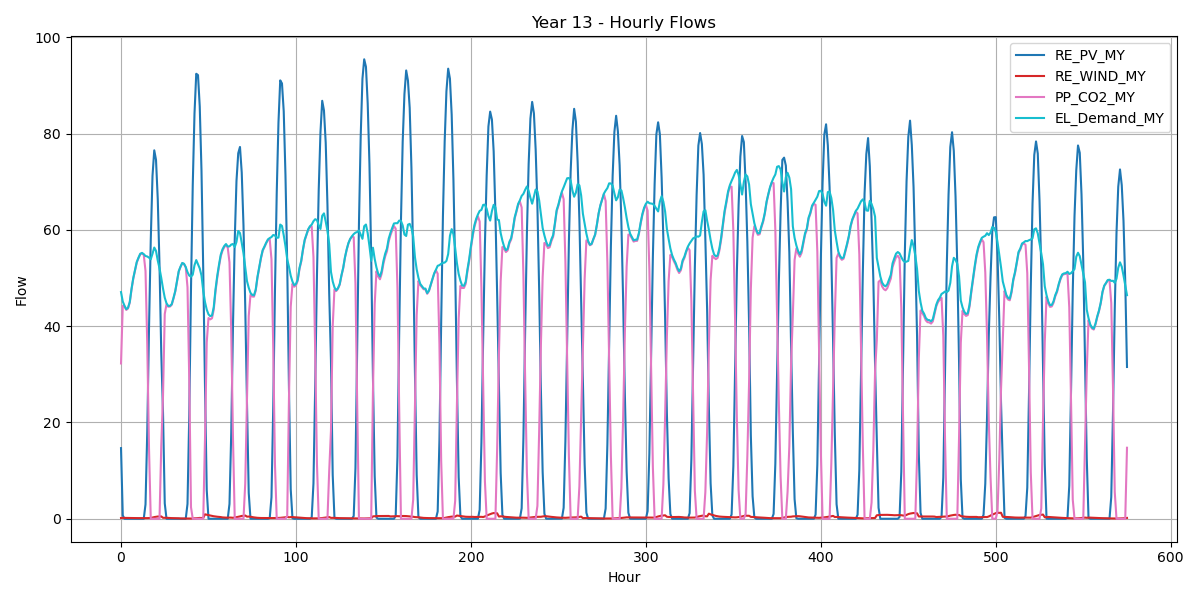 Year 13 - Hourly Flows
100
80
60
40
20
0
Flow
0
100
200
300
400
500
600
Hour
RE_PV_MY
RE_WIND_MY
PP_CO2_MY
EL_Demand_MY